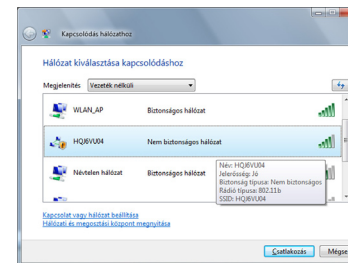 Kapcsolódás hálózathoz
Hálózat kiválasztása kapcsolódáshoz
Megjelenítés Vezeték nélküli
WLAN_AP Biztonságos hálózat
HQJ6VU04 Nem biztonságos hálózat
Névtelen hálózat Biztonságos hálózat
Név: HQJ6VU04
Jelerősség: Jó
Biztonság típusa: Nem biztonságos
Rádió típusa: 802.11b
SSID: HQJ6VU04
Kapcsolat vagy hálózat beállítása
Hálózati és megosztási központ megnyitása
Csatlakozás Mégse